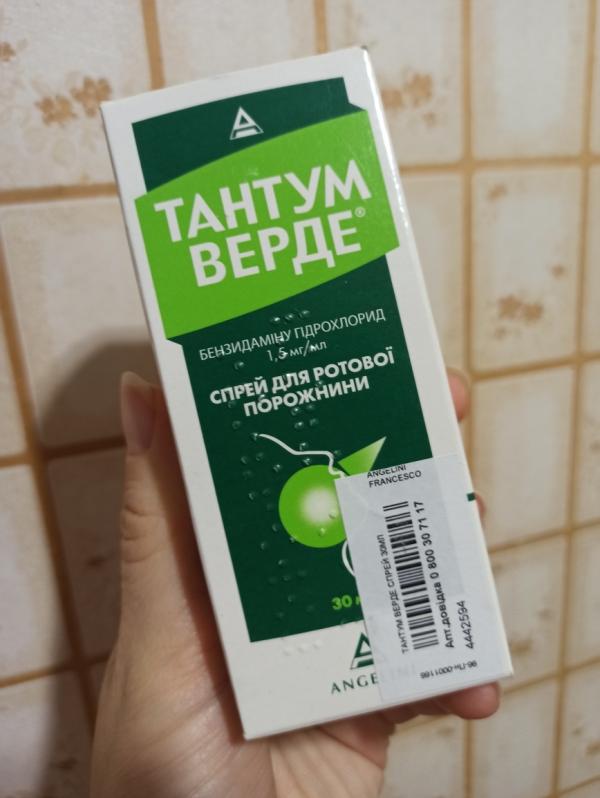 ТАНТУМ
ВЕРДЕ®
БЕНЗИДАМІНУ ГІДРОХЛОРИД
1,5 мг/мл
СПРЕЙ ДЛЯ РОТОВОЇ
ПОРОЖНИНИ
30
ANGELINI
ANGELINI
FRANCESCO
ТАНТУМ ВЕРДЕ СПРЕЙ 30МЛ
Апт.довідка 0 800 30 71 17
4442594